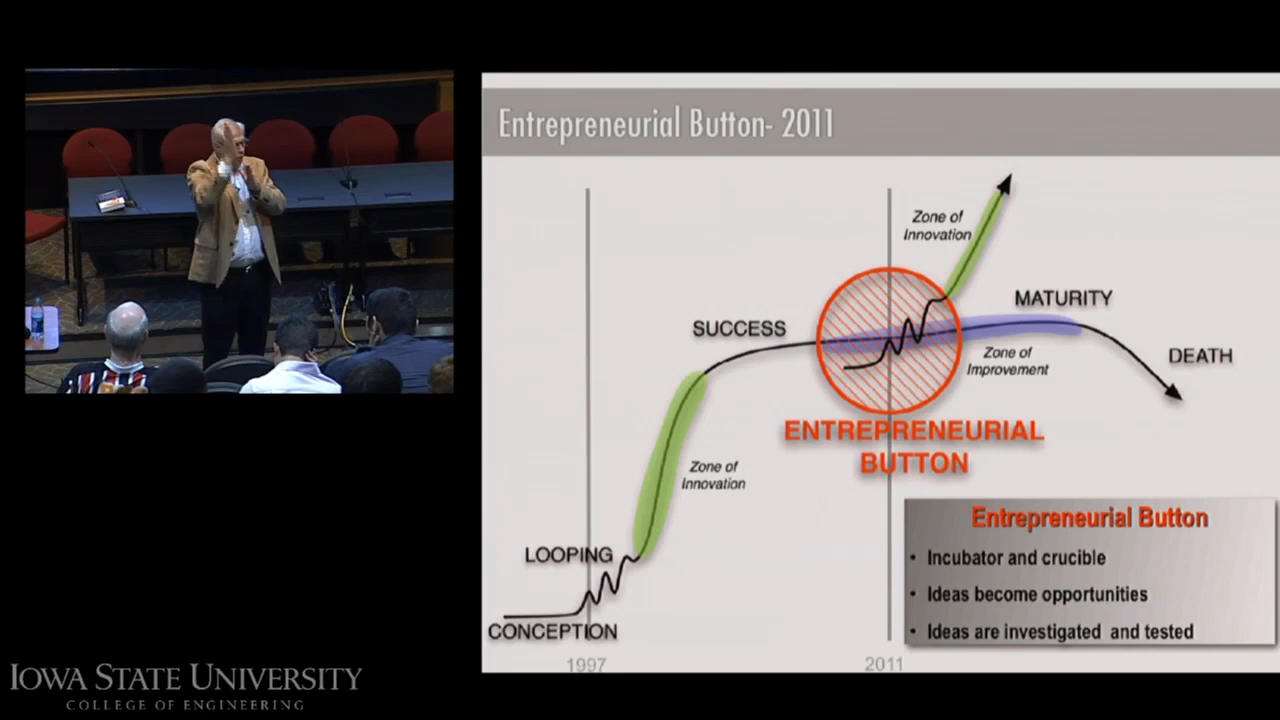 Entrepreneurial Button- 2011
Zone of
Innovation
MATURITY
SUCCESS
DEATH
Zone of
Improvement
ENTREPRENEURIAL
BUTTON
Zone of
Innovation
LOOPING
CONCEPTION
Entrepreneurial Button
• Incubator and crucible
• Ideas become opportunities
• Ideas are investigated and tested
1997
2011
IOWA STATE UNIVERSITY
COLLEGE OF ENGINEERING